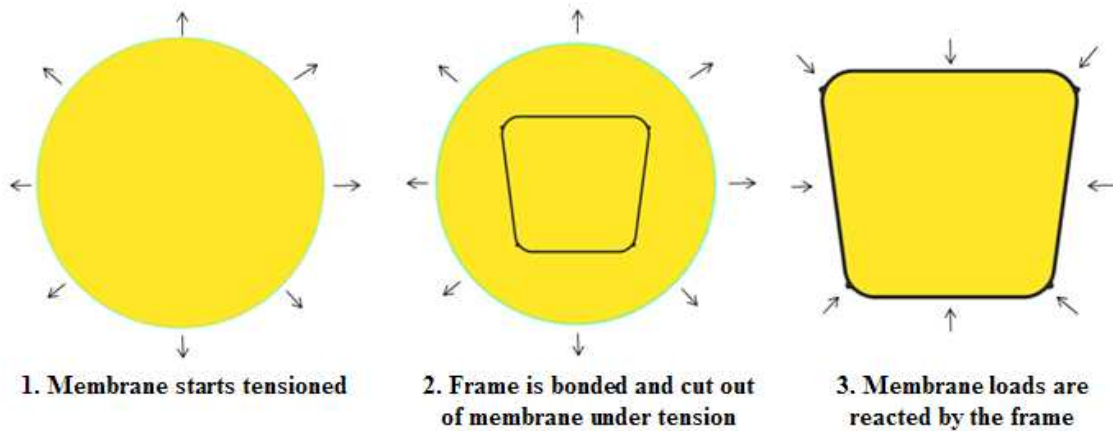 1. Membrane starts tensioned
2. Frame is bonded and cut out
of membrane under tension
3. Membrane loads are
reacted by the frame